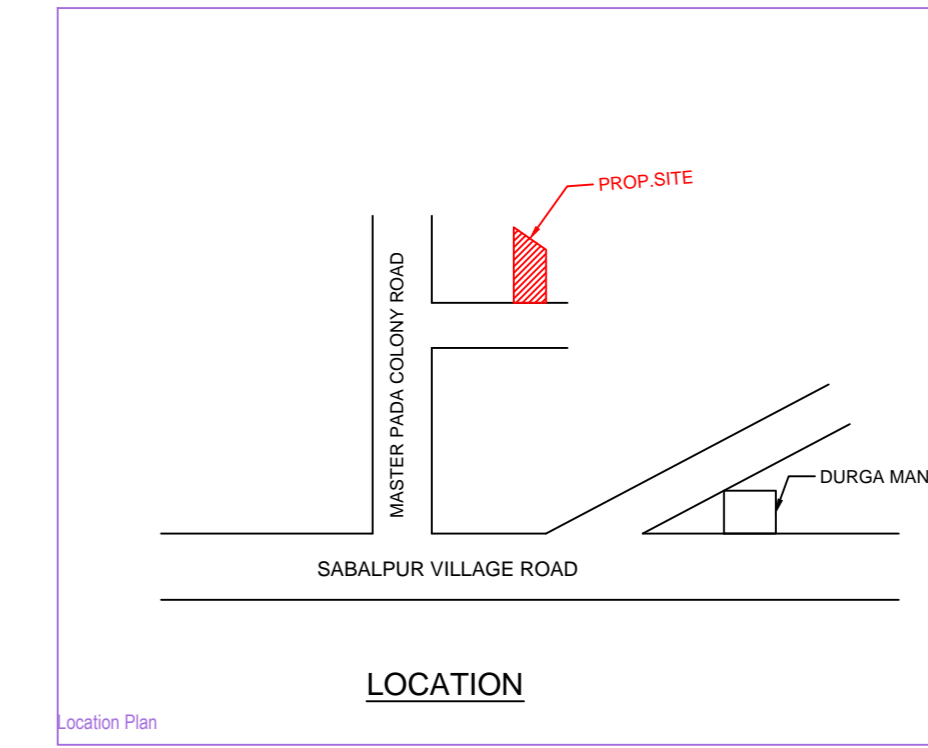 PROP.SITE
MASTER PADA COLONY ROAD
DURGA MAN
SABALPUR VILLAGE ROAD
LOCATION
Location Plan